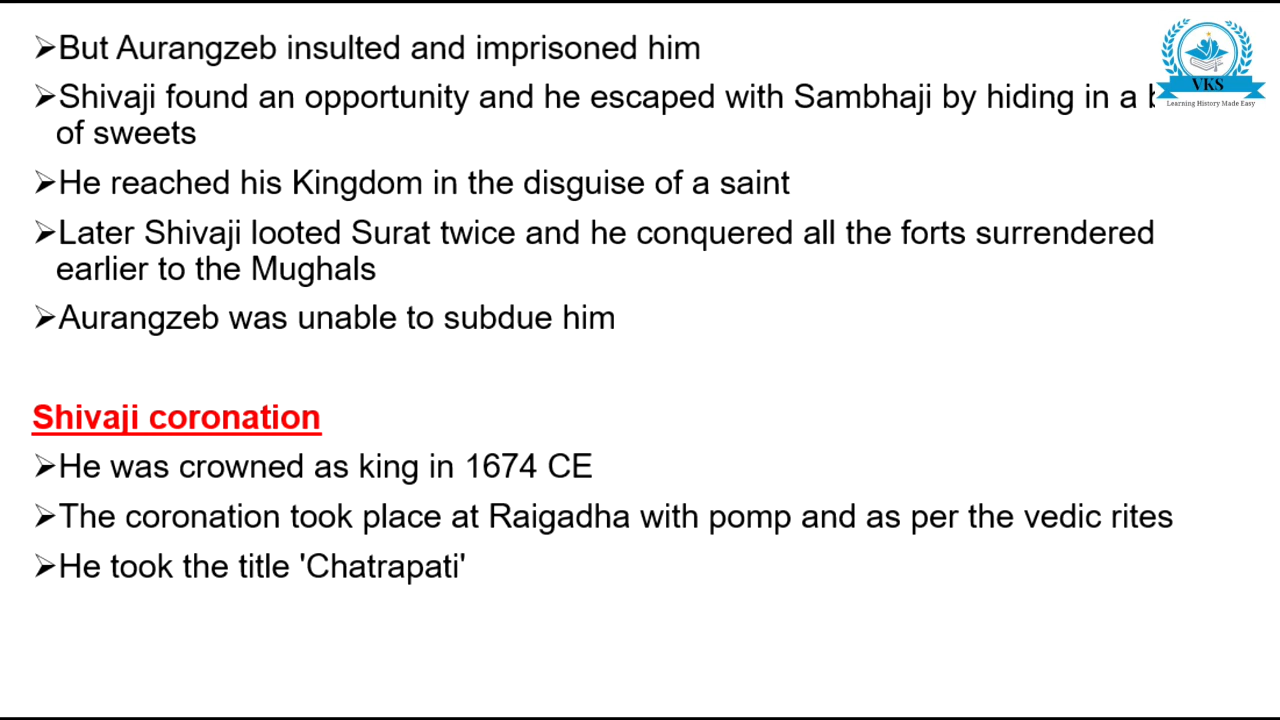 ➢But Aurangzeb insulted and imprisoned him
➢Shivaji found an opportunity and he escaped with Sambhaji by hiding in a
of sweets
➢He reached his Kingdom in the disguise of a saint
➢Later Shivaji looted Surat twice and he conquered all the forts surrendered
earlier to the Mughals
➢Aurangzeb was unable to subdue him
Shivaji coronation
➢He was crowned as king in 1674 CE
➢The coronation took place at Raigadha with pomp and as per the vedic rites
➢He took the title 'Chatrapati'
VKS
Learning History Made Easy